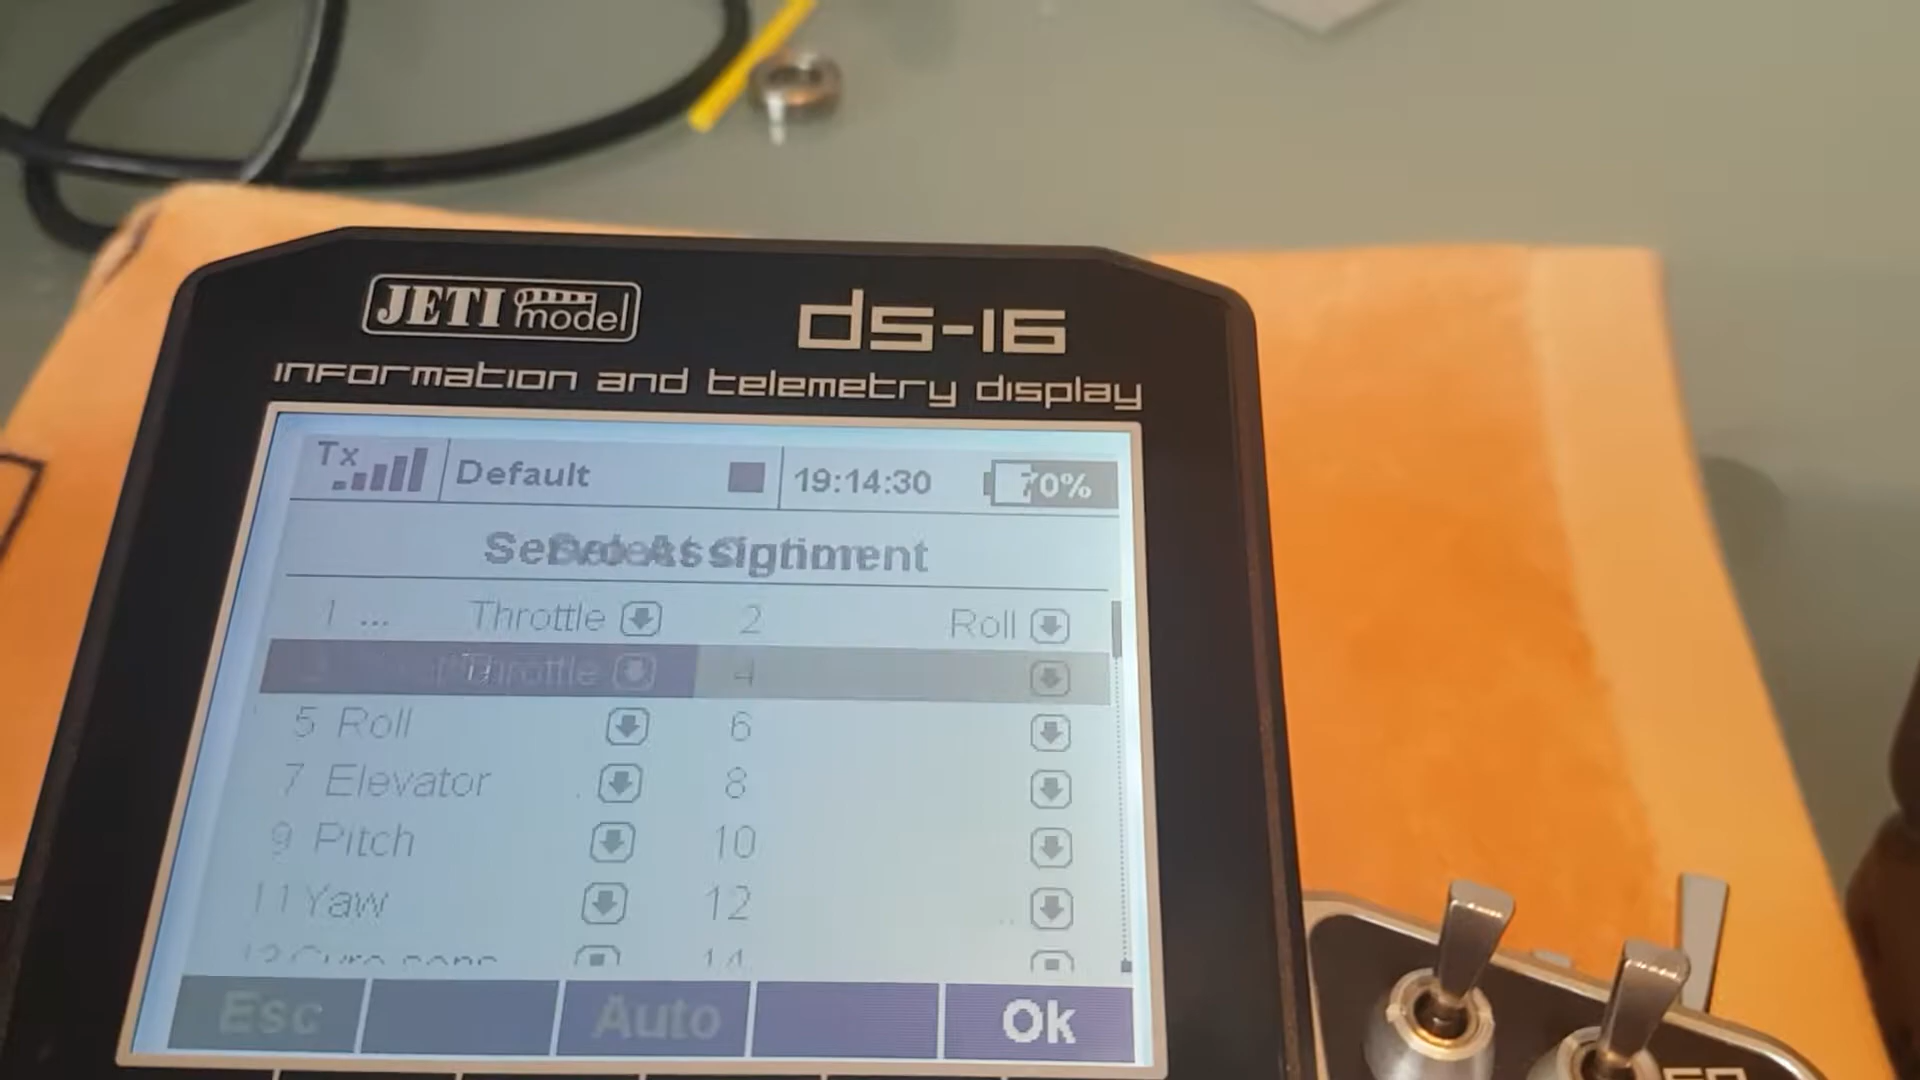 JETI model ds-16
information and telemetry display
Tx Default 19:14:30 70%
Servo Assignment
1 ... Throttle 2 Roll
Throttle 4
5 Roll 6
7 Elevator 8
9 Pitch 10
11 Yaw 12
14
Esc Auto Ok